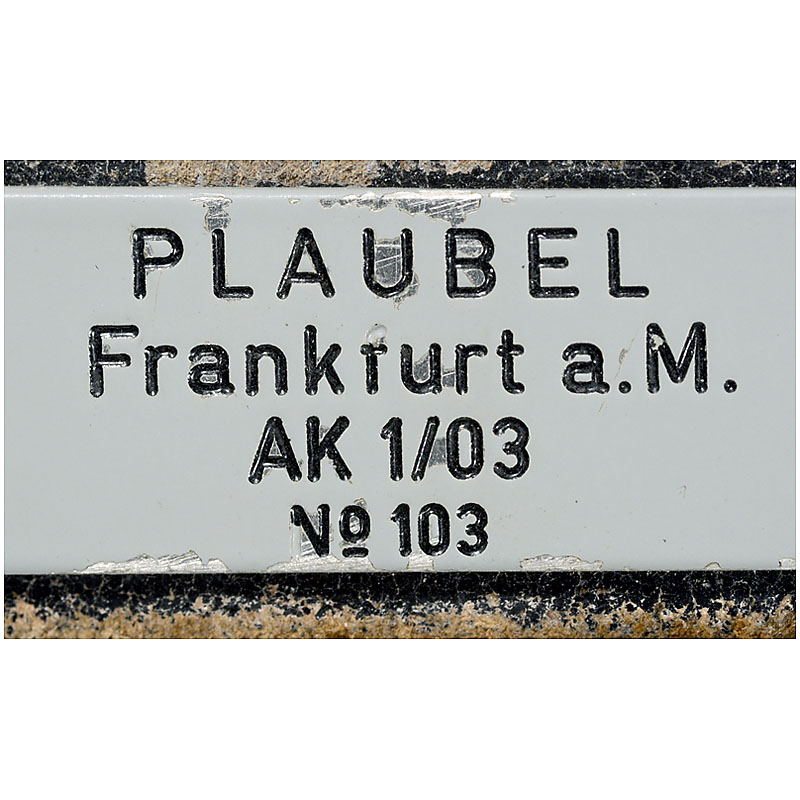 PLAUBEL
Frankfurt a.M.
AK 1/03
№ 103